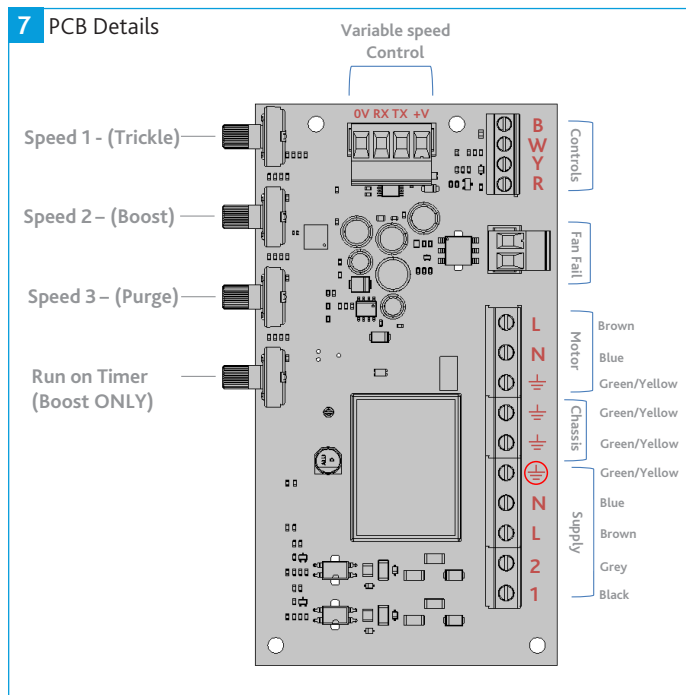 7 PCB Details
Variable speed
Control
0V RX TX +V
Speed 1 - (Trickle)
Speed 2 – (Boost)
Speed 3 – (Purge)
Run on Timer
(Boost ONLY)
B
W
Y
R
Controls
Fan Fail
L Brown
N Blue
Green/Yellow
Motor
Green/Yellow
Green/Yellow
Chassis
Green/Yellow
N Blue
L Brown
2 Grey
1 Black
Supply